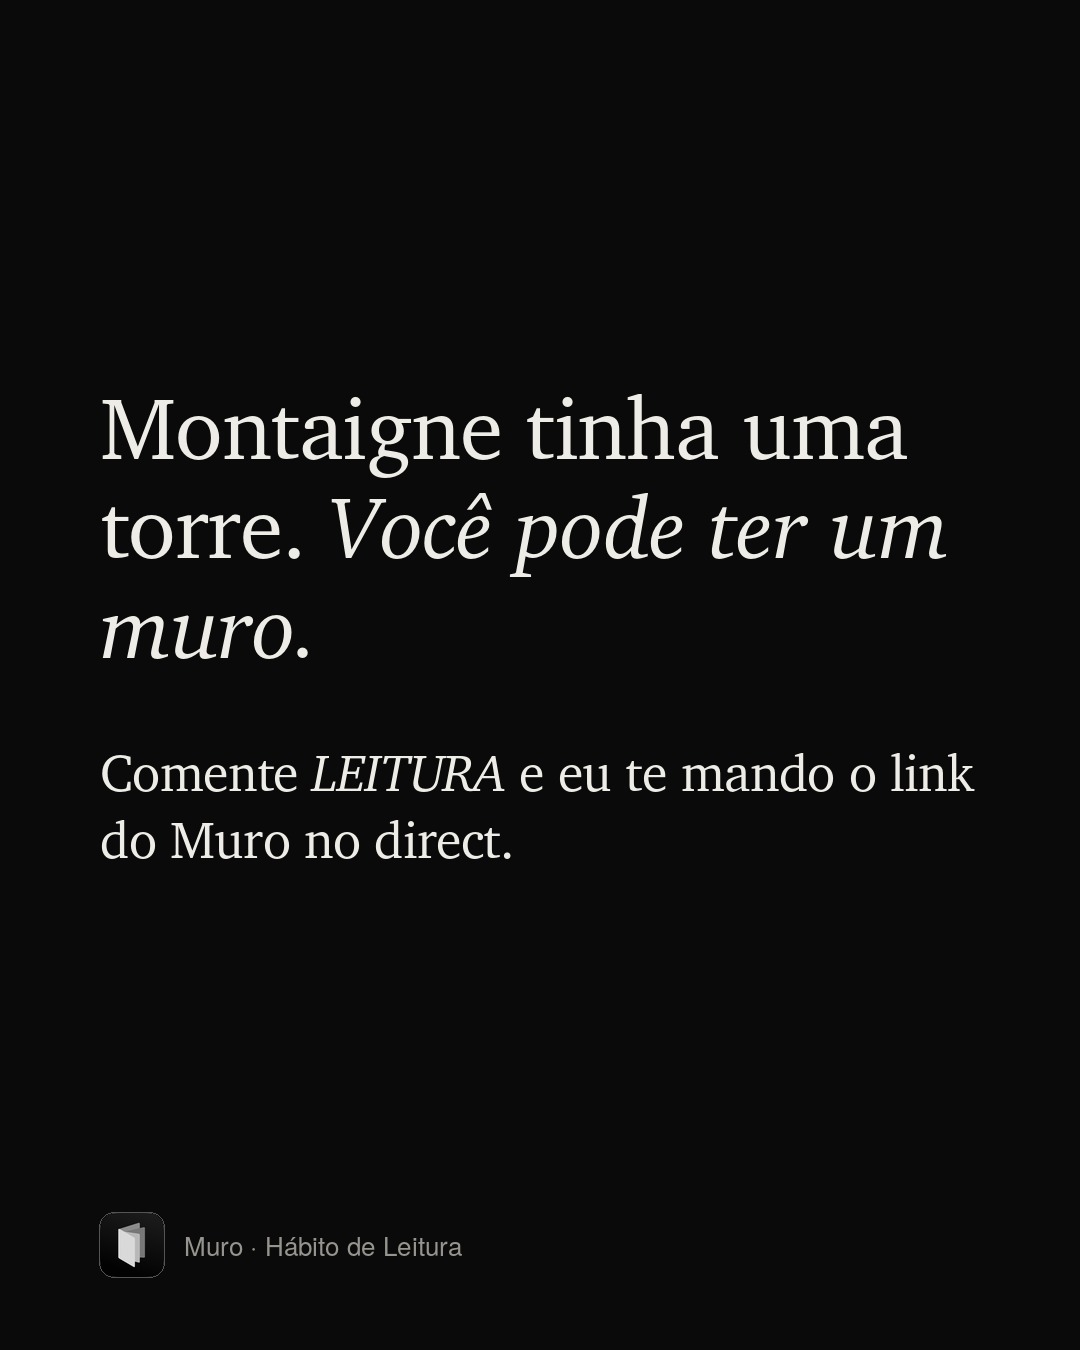 Montaigne tinha uma
torre. Você pode ter um
muro.
Comente LEITURA e eu te mando o link
do Muro no direct.
Muro · Hábito de Leitura